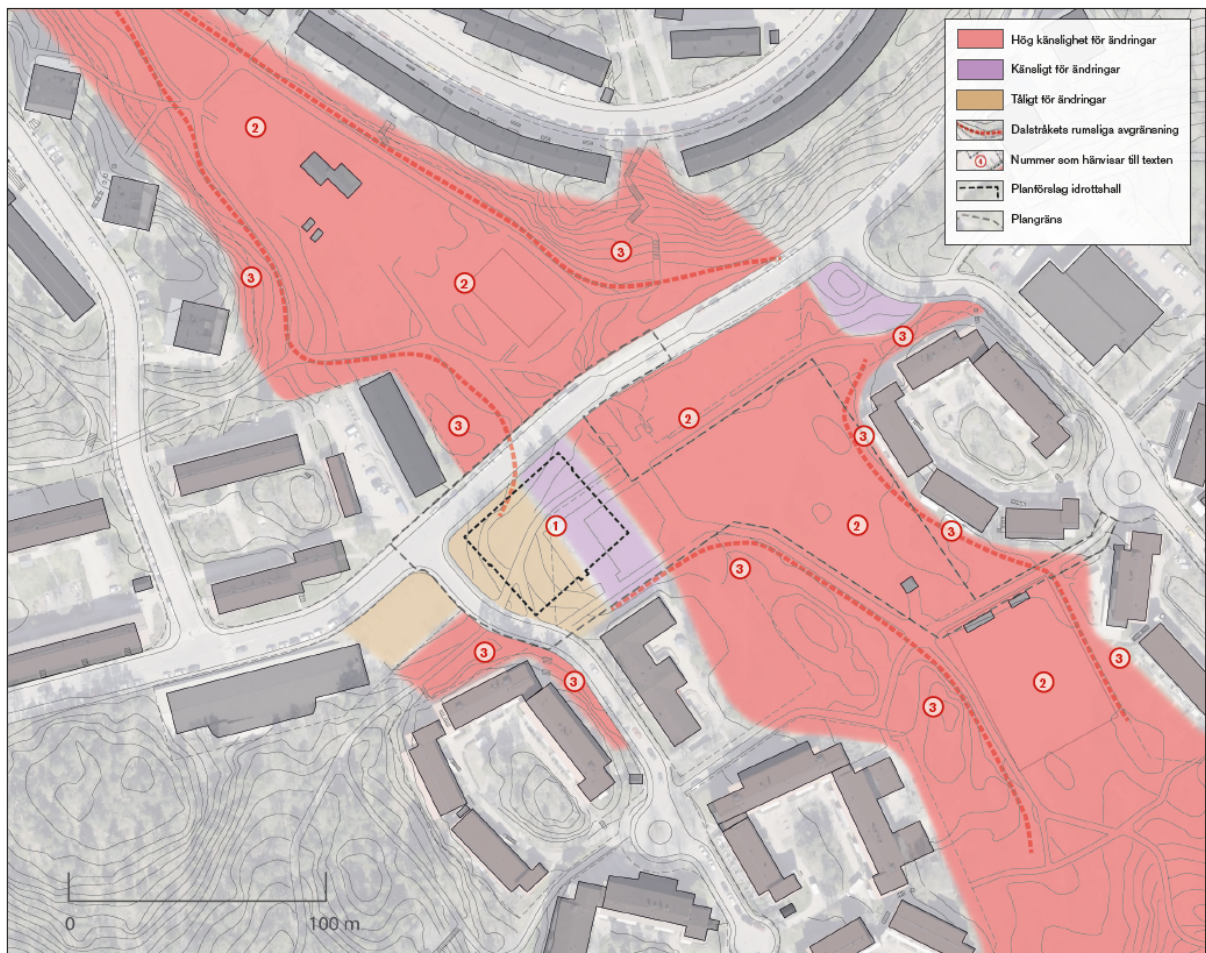 Hög känslighet för ändringar
Känsligt för ändringar
Tåligt för ändringar
Dalstråkets rumsliga avgränsning
4 Nummer som hänvisar till texten
Planförslag idrottshall
Plangräns
2
3
3
2
3
3
2
3
3
1
2
3
3
3
3
3
2
3
0
100 m